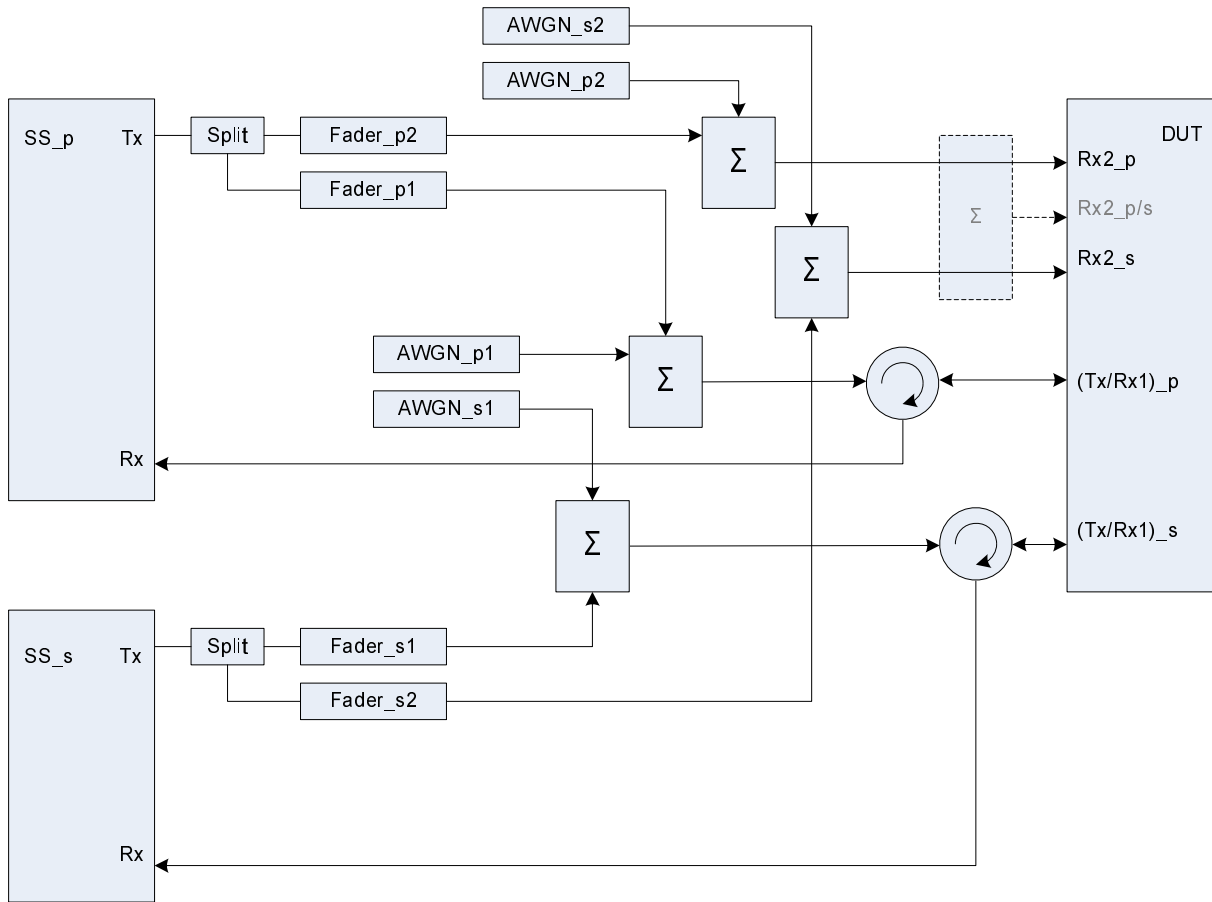 AWGN_s2
AWGN_p2
SS_p
Tx
Split
Fader_p2
Fader_p1
Σ
DUT
Rx2_p
Σ
Rx2_p/s
Σ
Rx2_s
AWGN_p1
AWGN_s1
Σ
(Tx/Rx1)_p
Rx
Σ
(Tx/Rx1)_s
SS_s
Tx
Split
Fader_s1
Fader_s2
Rx